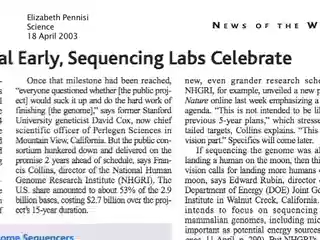 Elizabeth Pennisi
Science
18 April 2003
NEWS OF THE W
al Early, Sequencing Labs Celebrate
Once that milestone had been reached,
"everyone questioned whether [the public proj-
ect] would suck it up and do the hard work of
finishing [the genome]," says former Stanford
University geneticist David Cox, now chief
scientific officer of Perlegen Sciences in
Mountain View, California. But the public con-
sortium hunkered down and delivered on the
promise 2 years ahead of schedule, says Fran-
cis Collins, director of the National Human
Genome Research Institute (NHGRI). The
U.S. share amounted to about 53% of the 2.9
billion bases, costing $2.7 billion over the proj-
ect's 15-year duration.
new, even grander research sche
NHGRI, for example, unveiled a new p
Nature online last week emphasizing a
agenda. "This is not intended to be lik
previous 5-year plans," which stresse
tailed targets, Collins explains. "This
vision part." Specifics will come later.
If sequencing the genome was al
landing a human on the moon, then thi
vision calls for landing more humans o
moon, says Edward Rubin, director
Department of Energy (DOE) Joint Ge
Institute in Walnut Creek, California.
intends to focus on sequencing
mammalian genomes, including mic
important as potential energy sources
ome Sequencers